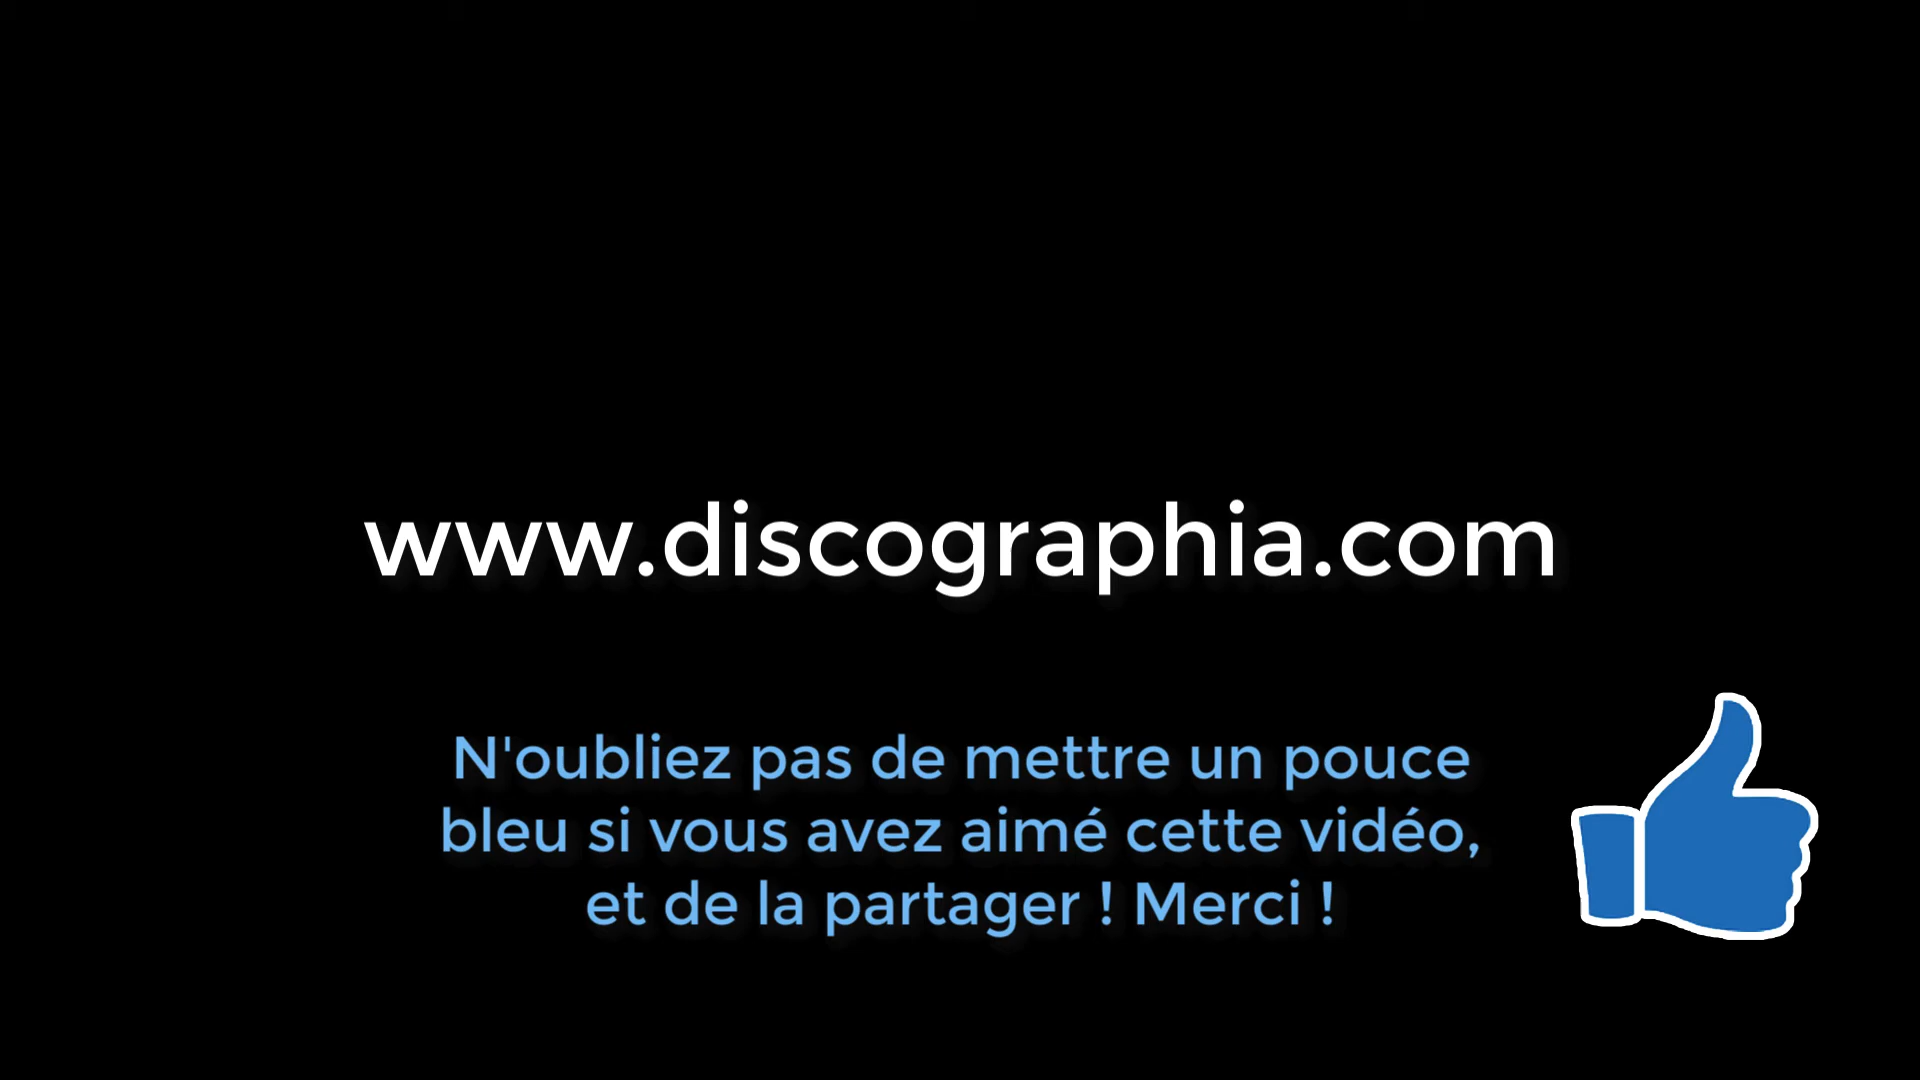 www.discographia.com
N'oubliez pas de mettre un pouce
bleu si vous avez aimé cette vidéo,
et de la partager ! Merci !